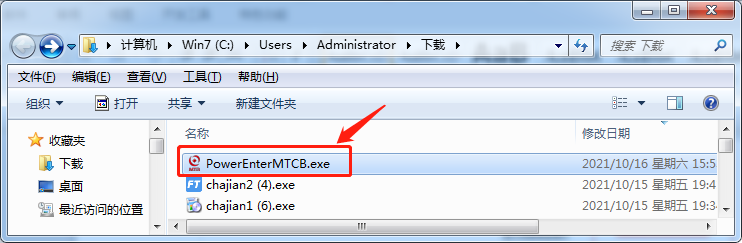 计算机 Win7 (C:) Users Administrator 下载 搜索 下载
文件(F) 编辑(E) 查看(V) 工具(T) 帮助(H)
组织 打开 共享 新建文件夹
名称 修改日期
收藏夹
下载
桌面
最近访问的位置
PowerEnterMTCB.exe 2021/10/16 星期六 15:5
chajian2 (4).exe 2021/10/15 星期五 19:4
chajian1 (6).exe 2021/10/15 星期五 19:34